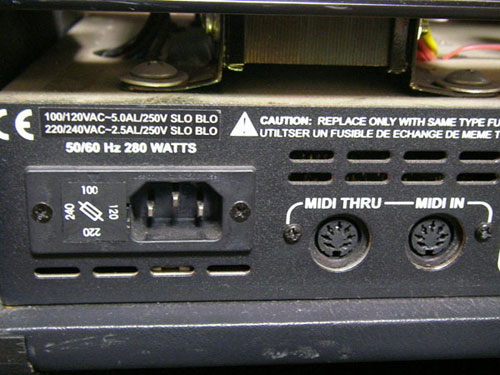 CE
100/120VAC~5.0AL/250V SLO BLO
220/240VAC~2.5AL/250V SLO BLO
50/60 Hz 280 WATTS
CAUTION: REPLACE ONLY WITH SAME TYPE FU
UTILTSER UN FUSIBLE DE ECHANGE DE MEME T
100
240
120
220
MIDI THRU
MIDI IN